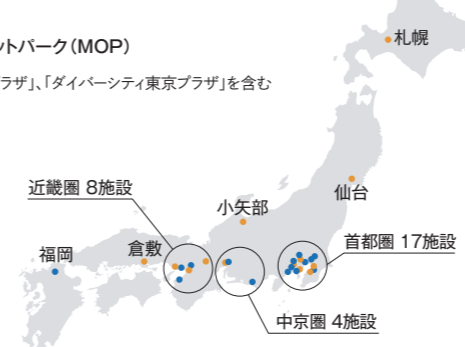 ットパーク（MOP）
ラザ」、「ダイバーシティ東京プラザ」を含む
札幌
仙台
小矢部
近畿圏 8施設
首都圏 17施設
倉敷
福岡
中京圏 4施設